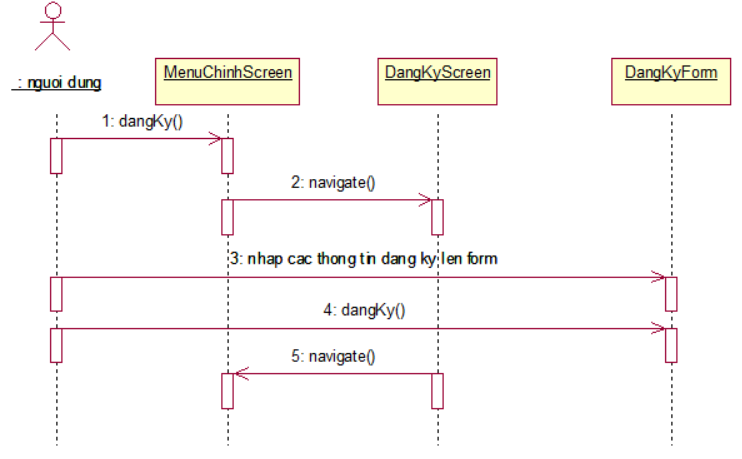 : nguoi dung
MenuChinhScreen
DangKyScreen
DangKyForm
1: dangKy()
2: navigate()
3: nhap cac thong tin dang ky len form
4: dangKy()
5: navigate()